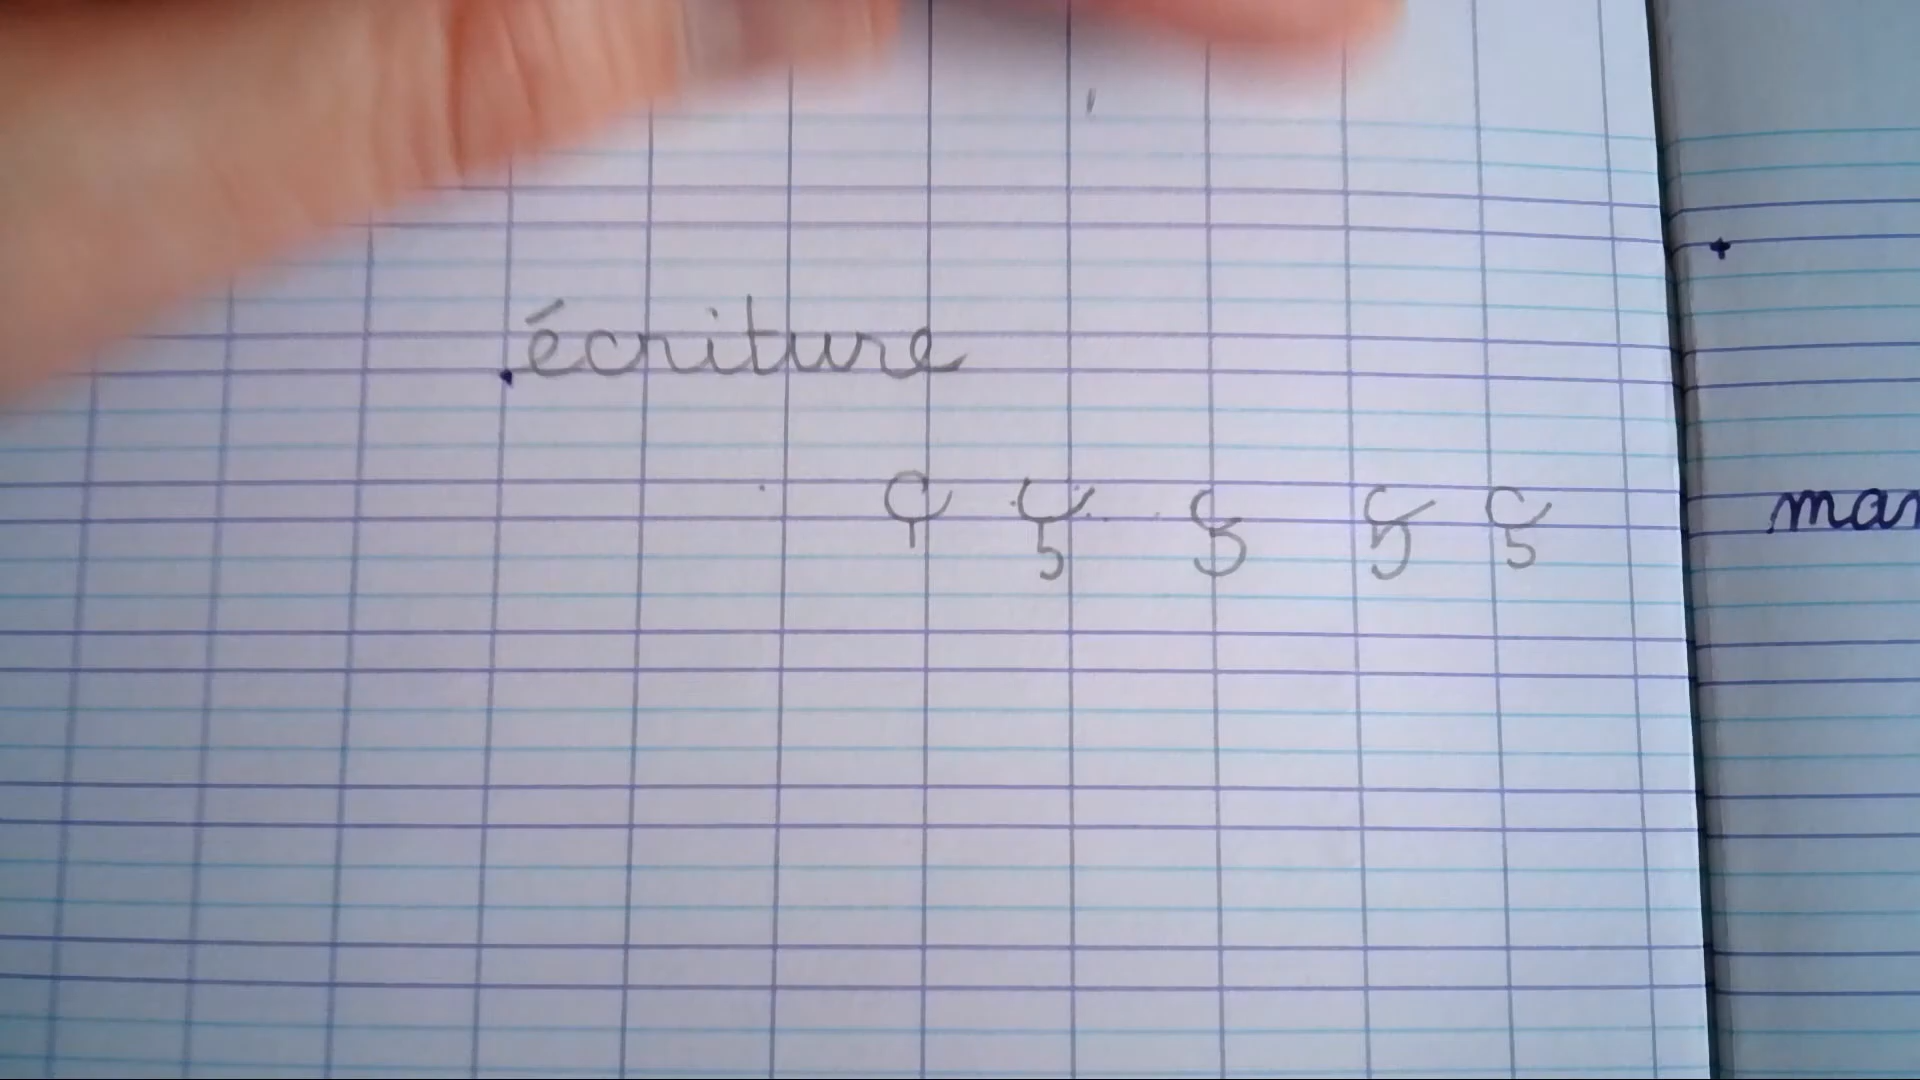 écriture
ç ç ç ç ç